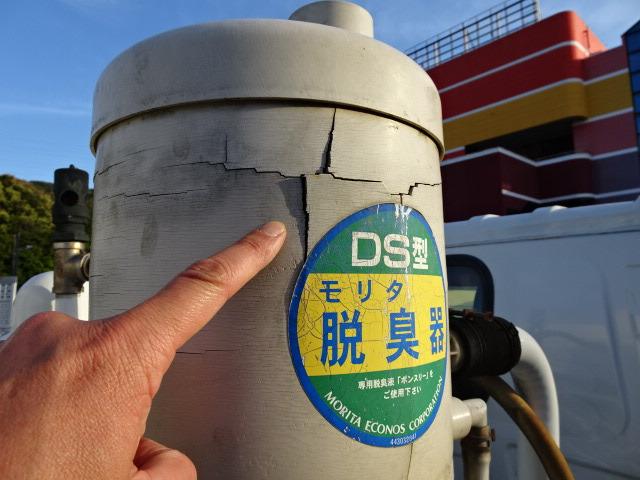 DS型
モリタ
脱臭器
専用脱臭液「ボンスリー」を
ご使用下さい
MORITA ECONOS CORPORATION